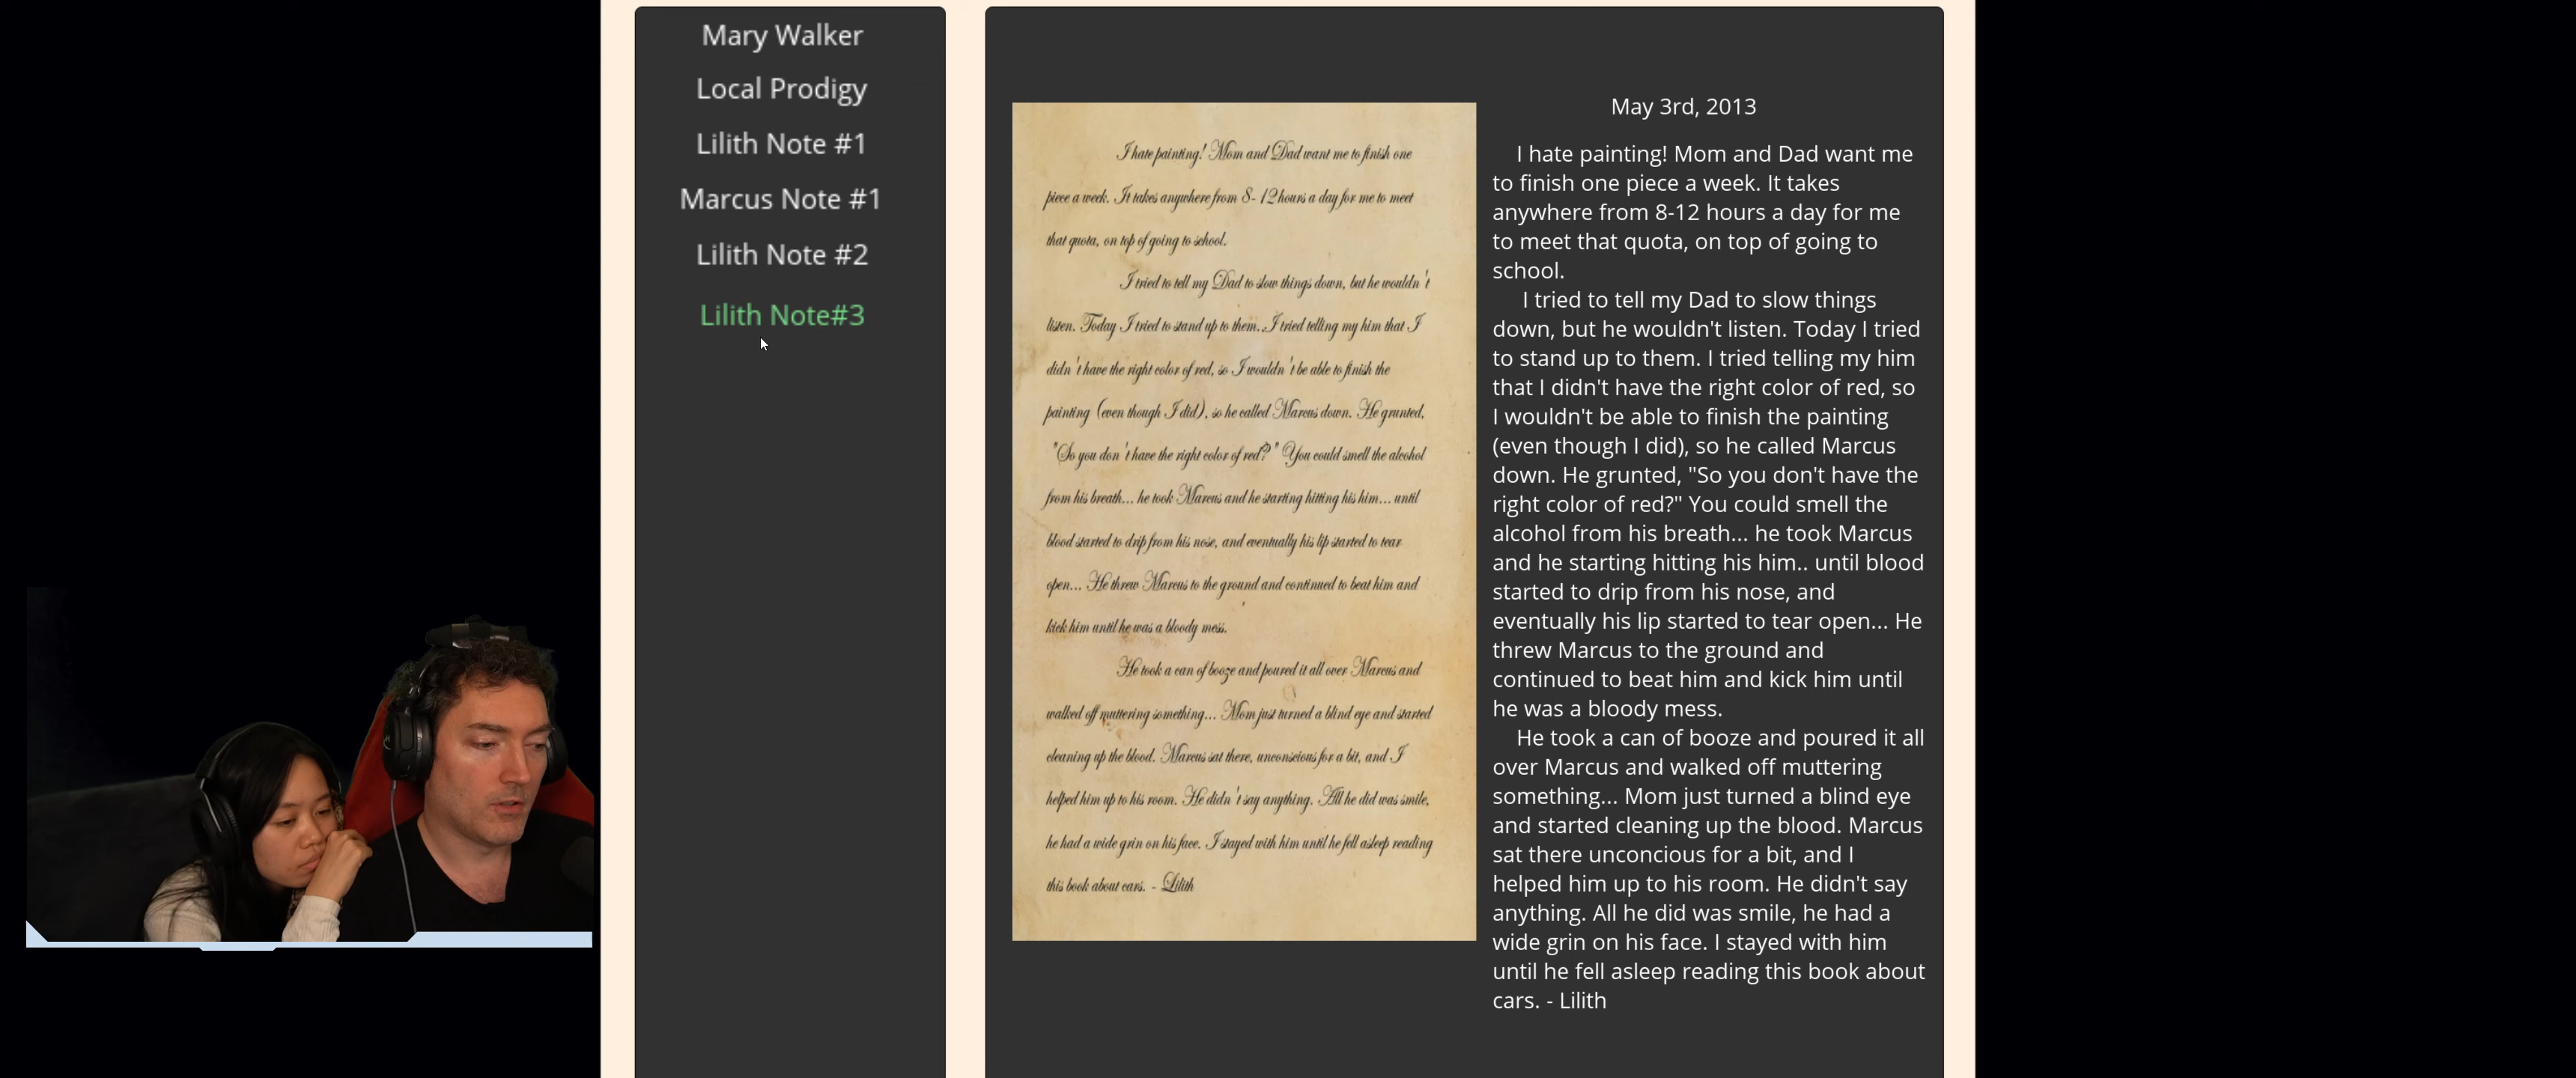 Mary Walker
Local Prodigy
Lilith Note #1
Marcus Note #1
Lilith Note #2
Lilith Note#3
I hate painting! Mom and Dad want me to finish one
piece a week. It takes anywhere from 8-12 hours a day for me to meet
that quota, on top of going to school.
I tried to tell my Dad to slow things down, but he wouldn't
listen. Today I tried to stand up to them. I tried telling my him that I
didn't have the right color of red, so I wouldn't be able to finish the
painting (even though I did), so he called Marcus down. He grunted,
"So you don't have the right color of red?" You could smell the alcohol
from his breath... he took Marcus and he starting hitting his him... until
blood started to drip from his nose, and eventually his lip started to tear
open... He threw Marcus to the ground and continued to beat him and
kick him until he was a bloody mess.
He took a can of booze and poured it all over Marcus and
walked off muttering something... Mom just turned a blind eye and started
cleaning up the blood. Marcus sat there, unconscious for a bit, and I
helped him up to his room. He didn't say anything. All he did was smile,
he had a wide grin on his face. I stayed with him until he fell asleep reading
this book about cars. - Lilith
May 3rd, 2013
I hate painting! Mom and Dad want me
to finish one piece a week. It takes
anywhere from 8-12 hours a day for me
to meet that quota, on top of going to
school.
I tried to tell my Dad to slow things
down, but he wouldn't listen. Today I tried
to stand up to them. I tried telling my him
that I didn't have the right color of red, so
I wouldn't be able to finish the painting
(even though I did), so he called Marcus
down. He grunted, "So you don't have the
right color of red?" You could smell the
alcohol from his breath... he took Marcus
and he starting hitting his him.. until blood
started to drip from his nose, and
eventually his lip started to tear open... He
threw Marcus to the ground and
continued to beat him and kick him until
he was a bloody mess.
He took a can of booze and poured it all
over Marcus and walked off muttering
something... Mom just turned a blind eye
and started cleaning up the blood. Marcus
sat there unconcious for a bit, and I
helped him up to his room. He didn't say
anything. All he did was smile, he had a
wide grin on his face. I stayed with him
until he fell asleep reading this book about
cars. - Lilith